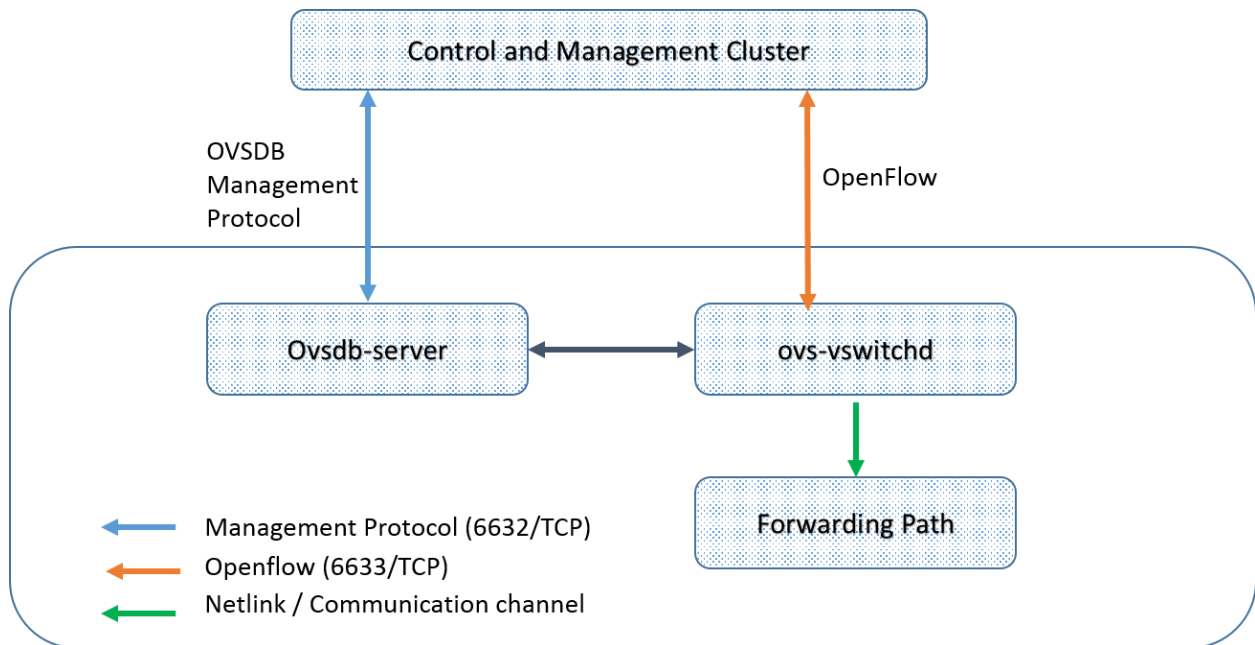 Control and Management Cluster
OVSDB
Management
Protocol
OpenFlow
Ovsdb-server
ovs-vswitchd
Forwarding Path
Management Protocol (6632/TCP)
Openflow (6633/TCP)
Netlink / Communication channel